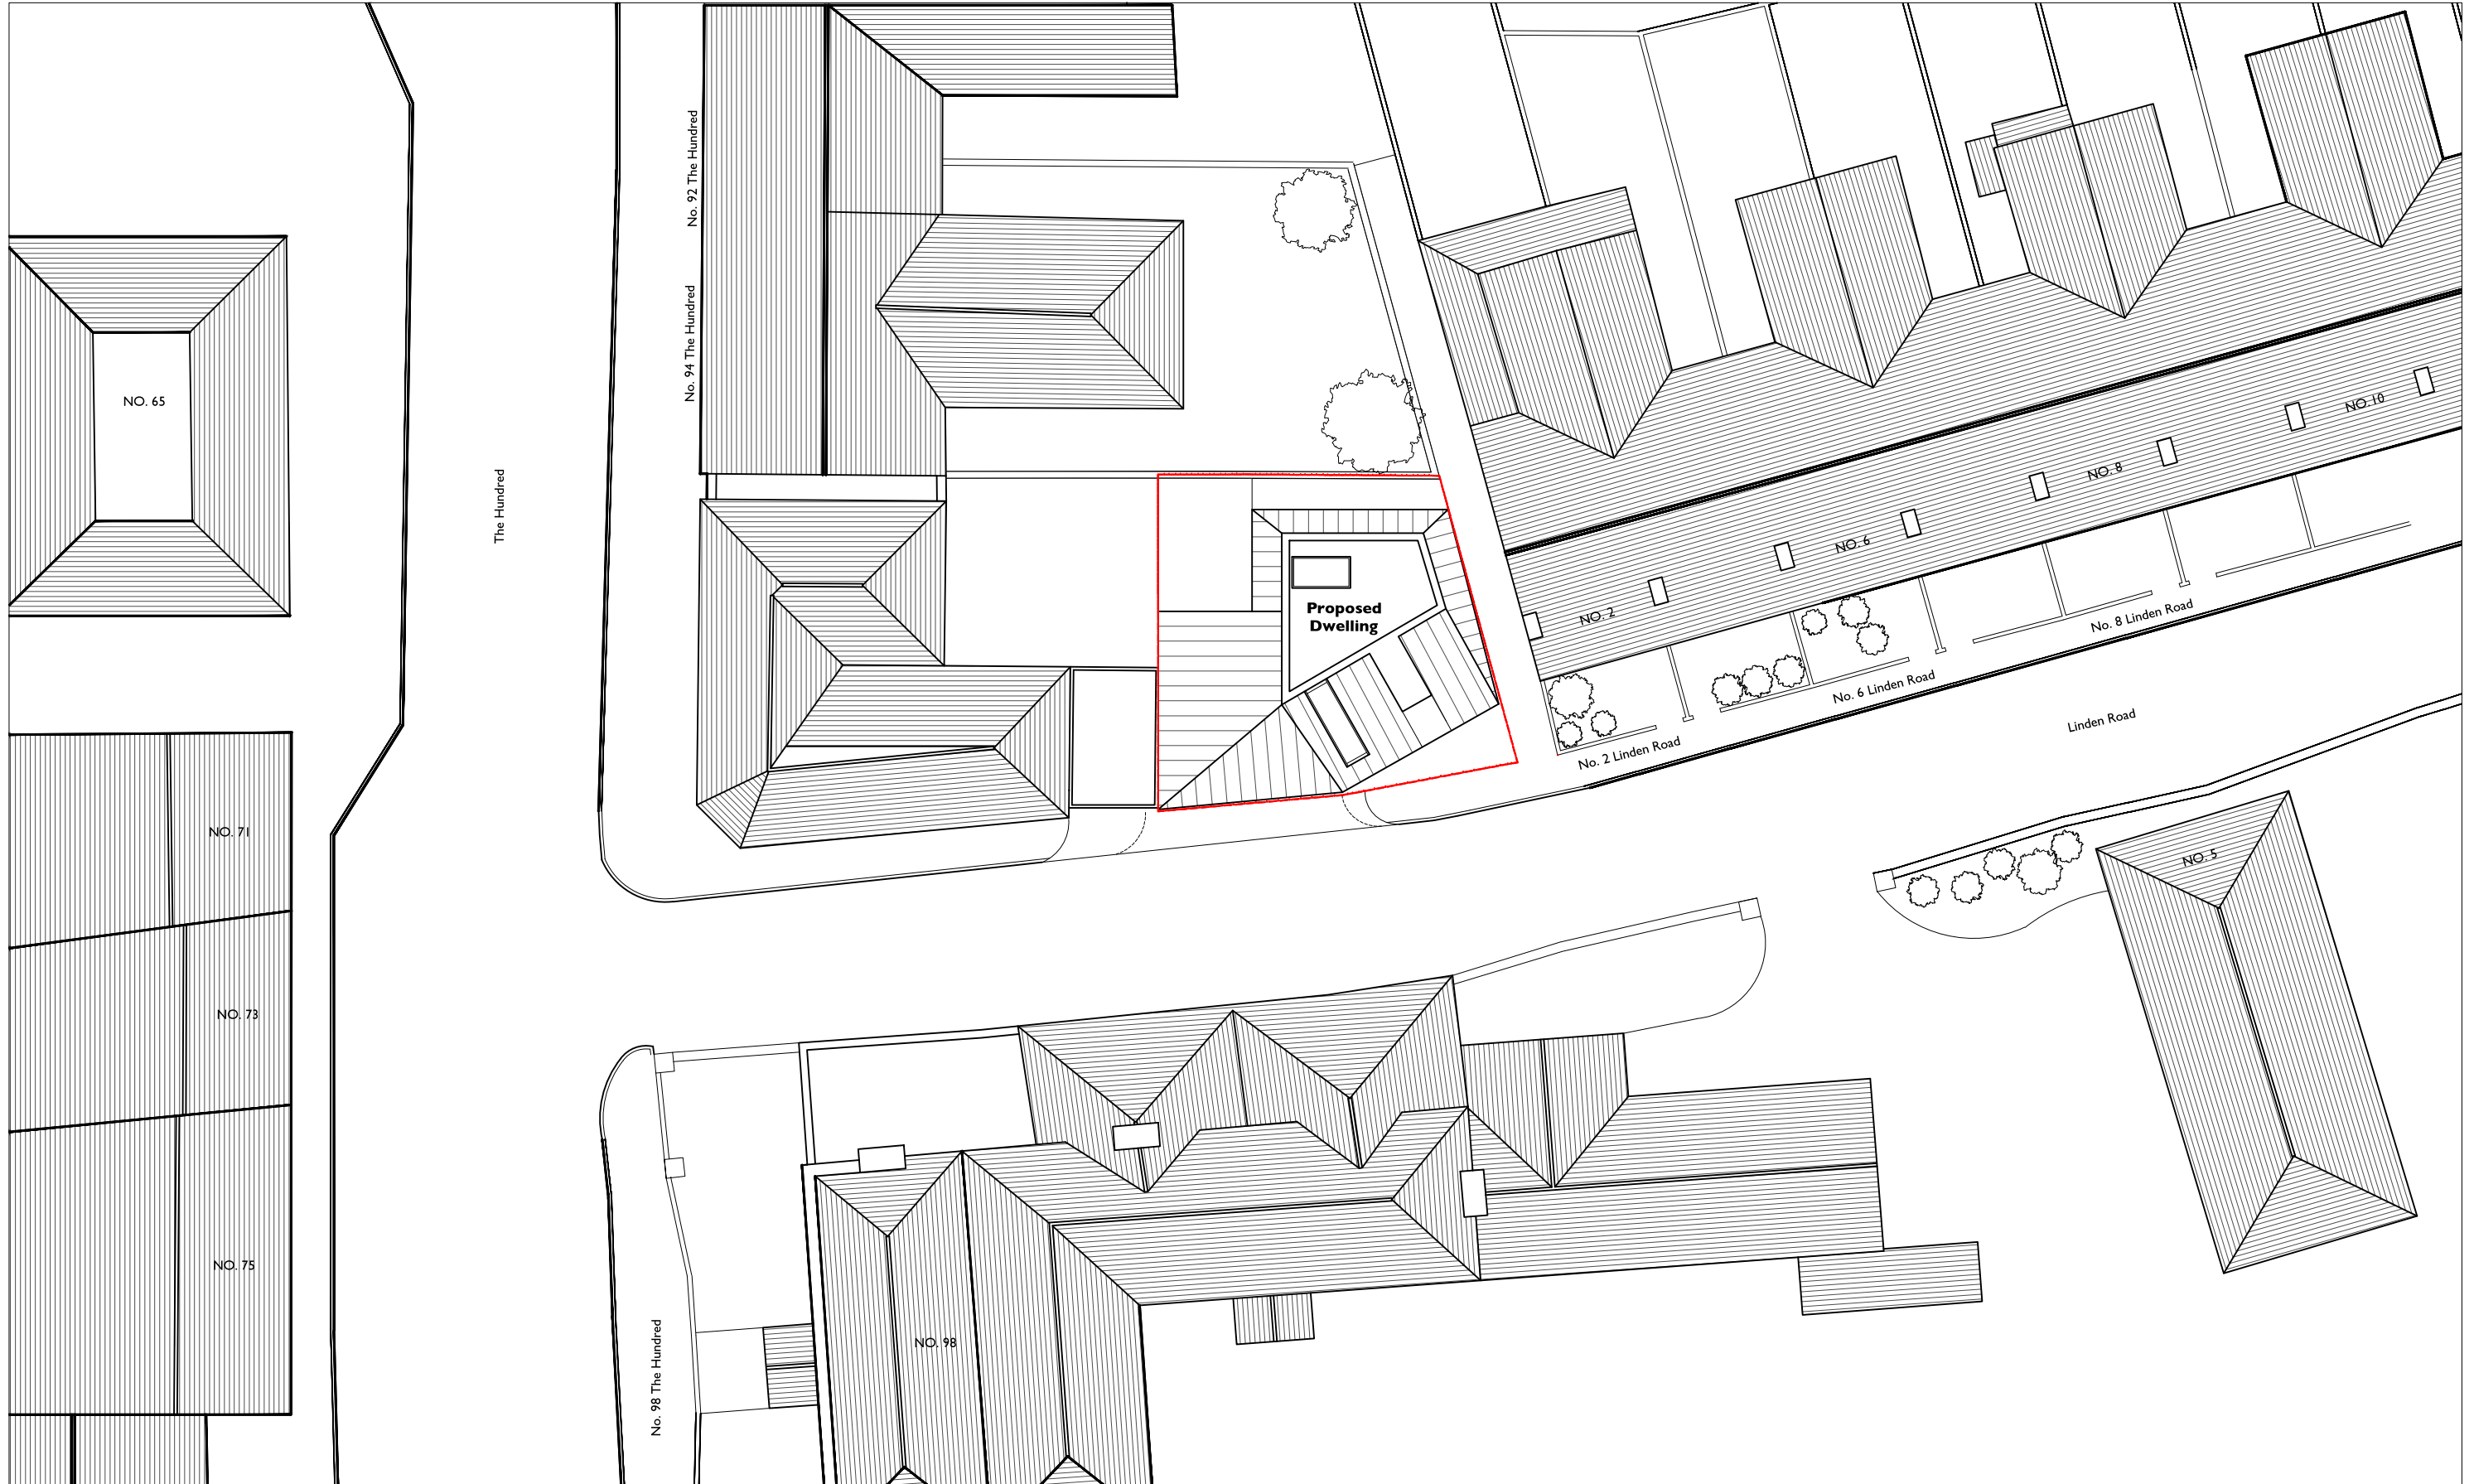 No. 92 The Hundred
No. 94 The Hundred
NO. 65
The Hundred
NO. 10
NO. 8
NO. 6
NO. 2
Proposed
Dwelling
No. 8 Linden Road
No. 6 Linden Road
No. 2 Linden Road
Linden Road
NO. 71
NO. 5
NO. 73
NO. 75
NO. 98
No. 98 The Hundred